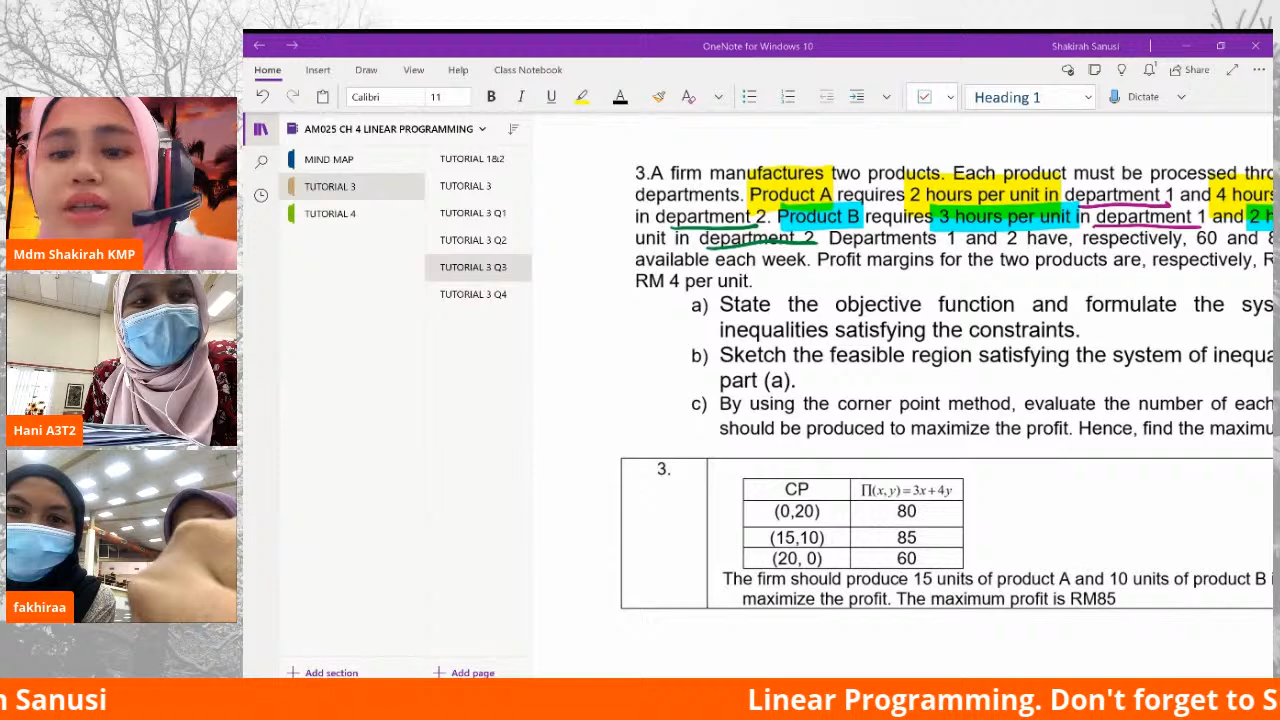 OneNote for Windows 10
Shakirah Sanusi
Home Insert Draw View Help Class Notebook
Share
Calibri 11
B I U A
Heading 1
Dictate
AM025 CH 4 LINEAR PROGRAMMING
MIND MAP
TUTORIAL 3
TUTORIAL 4
TUTORIAL 1&2
TUTORIAL 3
TUTORIAL 3 Q1
TUTORIAL 3 Q2
TUTORIAL 3 Q3
TUTORIAL 3 Q4
Add section
Add page
3.A firm manufactures two products. Each product must be processed thro
departments. Product A requires 2 hours per unit in department 1 and 4 hours
in department 2. Product B requires 3 hours per unit in department 1 and 2 h
unit in department 2. Departments 1 and 2 have, respectively, 60 and 8
available each week. Profit margins for the two products are, respectively, R
RM 4 per unit.
a) State the objective function and formulate the sys
inequalities satisfying the constraints.
b) Sketch the feasible region satisfying the system of inequa
part (a).
c) By using the corner point method, evaluate the number of each
should be produced to maximize the profit. Hence, find the maximu
3.
CP ∏(x, y)=3x+4y
(0,20) 80
(15,10) 85
(20, 0) 60
The firm should produce 15 units of product A and 10 units of product B i
maximize the profit. The maximum profit is RM85
Mdm Shakirah KMP
Hani A3T2
fakhiraa
h Sanusi
Linear Programming. Don't forget to S